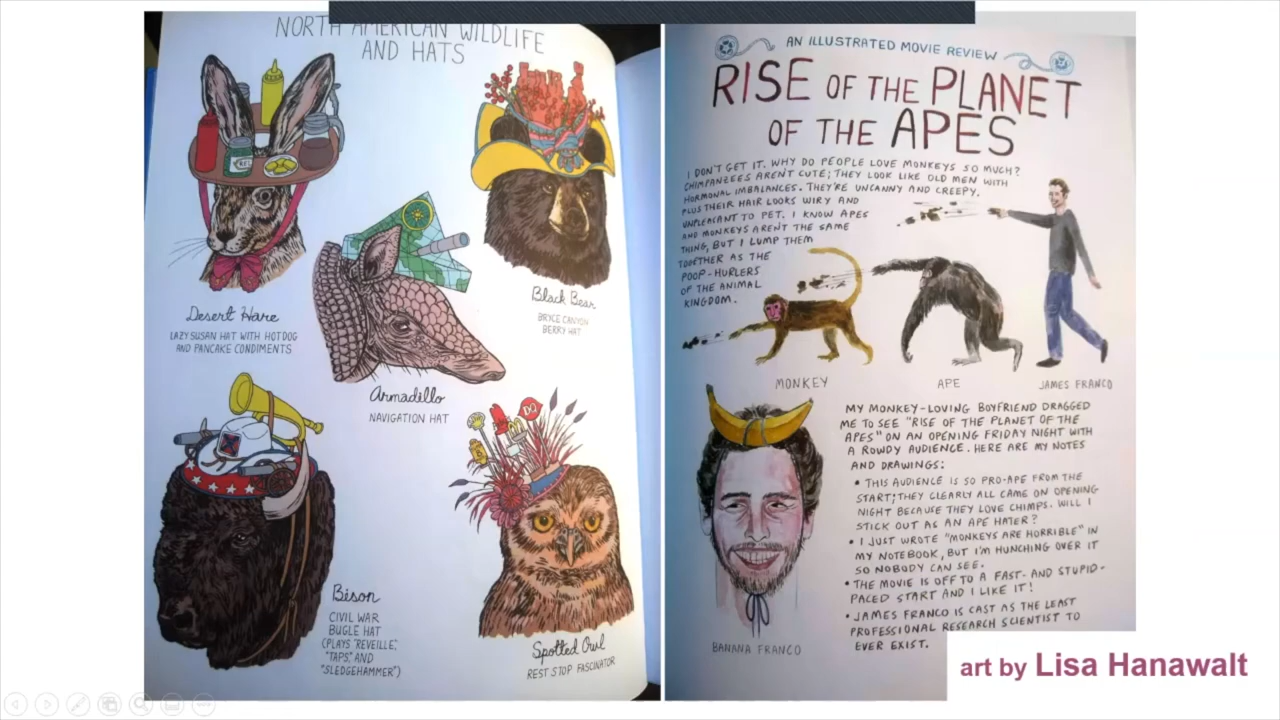 NORTH AMERICAN WILDLIFE
AND HATS
Desert Hare
LAZY SUSAN HAT WITH HOTDOG
AND PANCAKE CONDIMENTS
Black Bear
BRYCE CANYON
BERRY HAT
Armadillo
NAVIGATION HAT
Bison
CIVIL WAR
BUGLE HAT
(PLAYS "REVEILLE,"
"TAPS," AND
"SLEDGEHAMMER")
Spotted Owl
REST STOP FASCINATOR
AN ILLUSTRATED MOVIE REVIEW
RISE OF THE PLANET
OF THE APES
I DON'T GET IT. WHY DO PEOPLE LOVE MONKEYS SO MUCH?
CHIMPANZEES AREN'T CUTE; THEY LOOK LIKE OLD MEN WITH
HORMONAL IMBALANCES. THEY'RE UNCANNY AND CREEPY.
PLUS THEIR HAIR LOOKS WIRY AND
UNPLEASANT TO PET. I KNOW APES
AND MONKEYS AREN'T THE SAME
THING, BUT I LUMP THEM
TOGETHER AS THE
POOP-HURLERS
OF THE ANIMAL
KINGDOM.
MONKEY
APE
JAMES FRANCO
MY MONKEY-LOVING BOYFRIEND DRAGGED
ME TO SEE "RISE OF THE PLANET OF THE
APES" ON AN OPENING FRIDAY NIGHT WITH
A ROWDY AUDIENCE. HERE ARE MY NOTES
AND DRAWINGS:
• THIS AUDIENCE IS SO PRO-APE FROM THE
START; THEY CLEARLY ALL CAME ON OPENING
NIGHT BECAUSE THEY LOVE CHIMPS. WILL I
STICK OUT AS AN APE HATER?
• I JUST WROTE "MONKEYS ARE HORRIBLE" IN
MY NOTEBOOK, BUT I'M HUNCHING OVER IT
SO NOBODY CAN SEE.
• THE MOVIE IS OFF TO A FAST- AND STUPID-
PACED START AND I LIKE IT!
• JAMES FRANCO IS CAST AS THE LEAST
PROFESSIONAL RESEARCH SCIENTIST TO
EVER EXIST.
BANANA FRANCO
art by Lisa Hanawalt